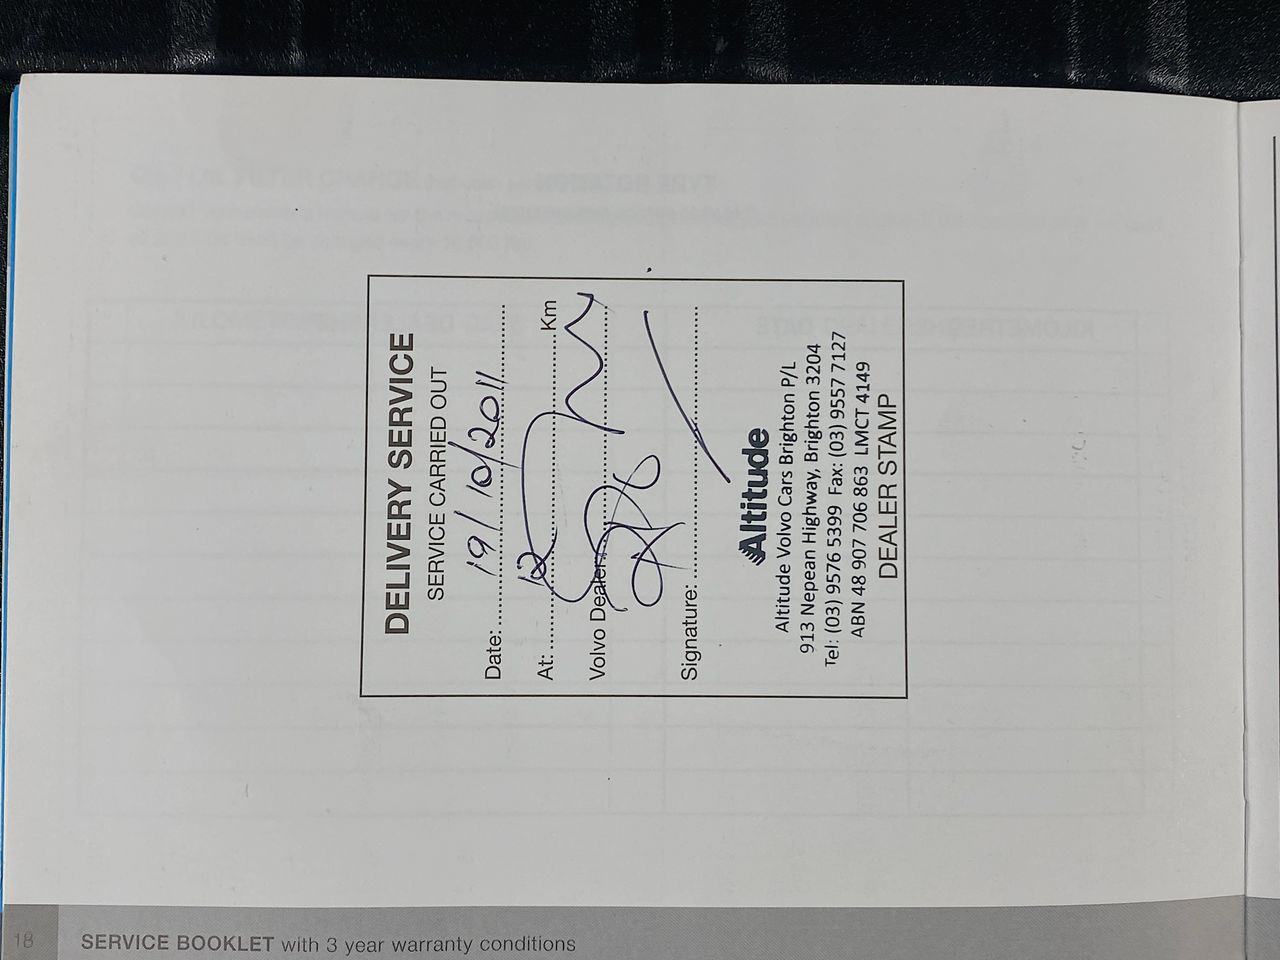 DELIVERY SERVICE
SERVICE CARRIED OUT
Date: 19/10/2011
At: 12 Km
Volvo Dealer:
Signature:
Altitude
Altitude Volvo Cars Brighton P/L
913 Nepean Highway, Brighton 3204
Tel: (03) 9576 5399 Fax: (03) 9557 7127
ABN 48 907 706 863 LMCT 4149
DEALER STAMP
18 SERVICE BOOKLET with 3 year warranty conditions